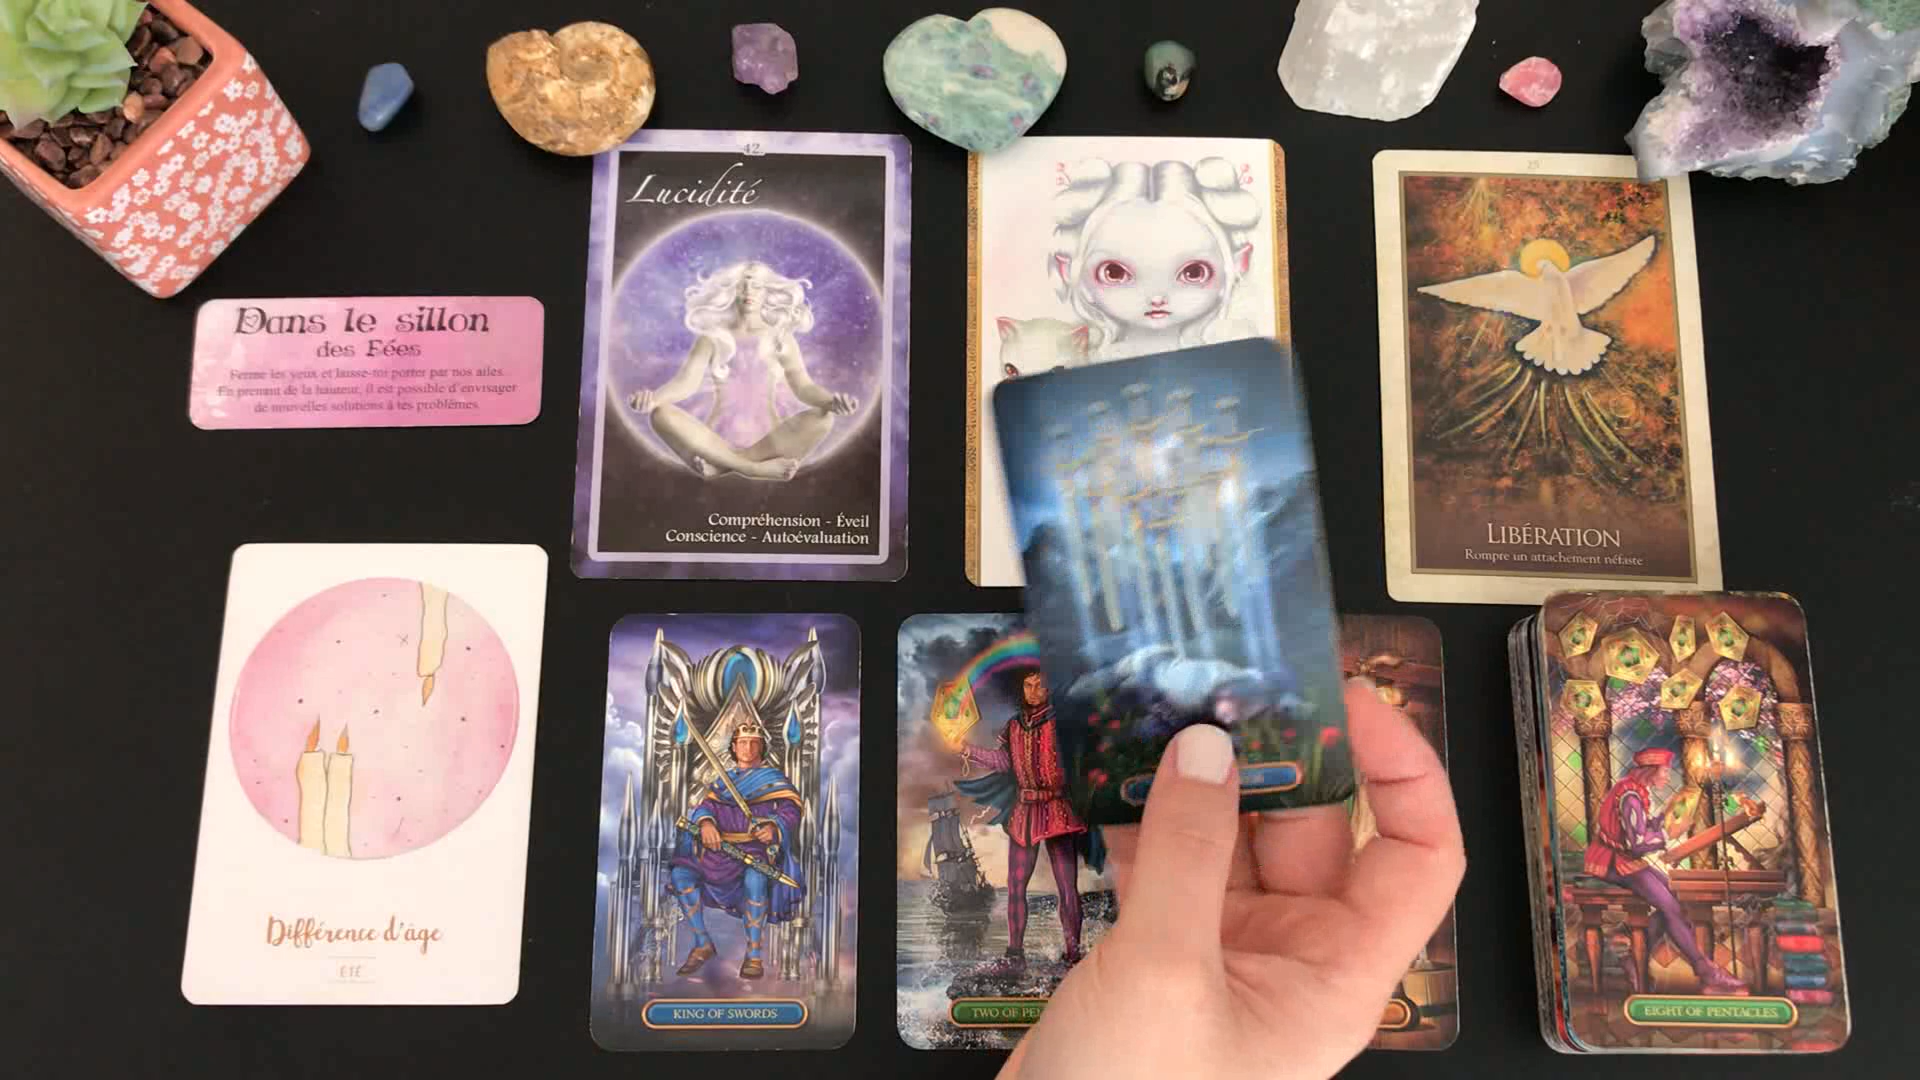 42.
Lucidité
25
Dans le sillon
des Fées
Ferme les yeux et laisse-toi porter par nos ailes.
En prenant de la hauteur, il est possible d'envisager
de nouvelles solutions à tes problèmes.
Compréhension - Éveil
Conscience - Autoévaluation
LIBÉRATION
Rompre un attachement néfaste
Différence d'âge
ÉTÉ
KING OF SWORDS
TWO OF PEN
EIGHT OF PENTACLES